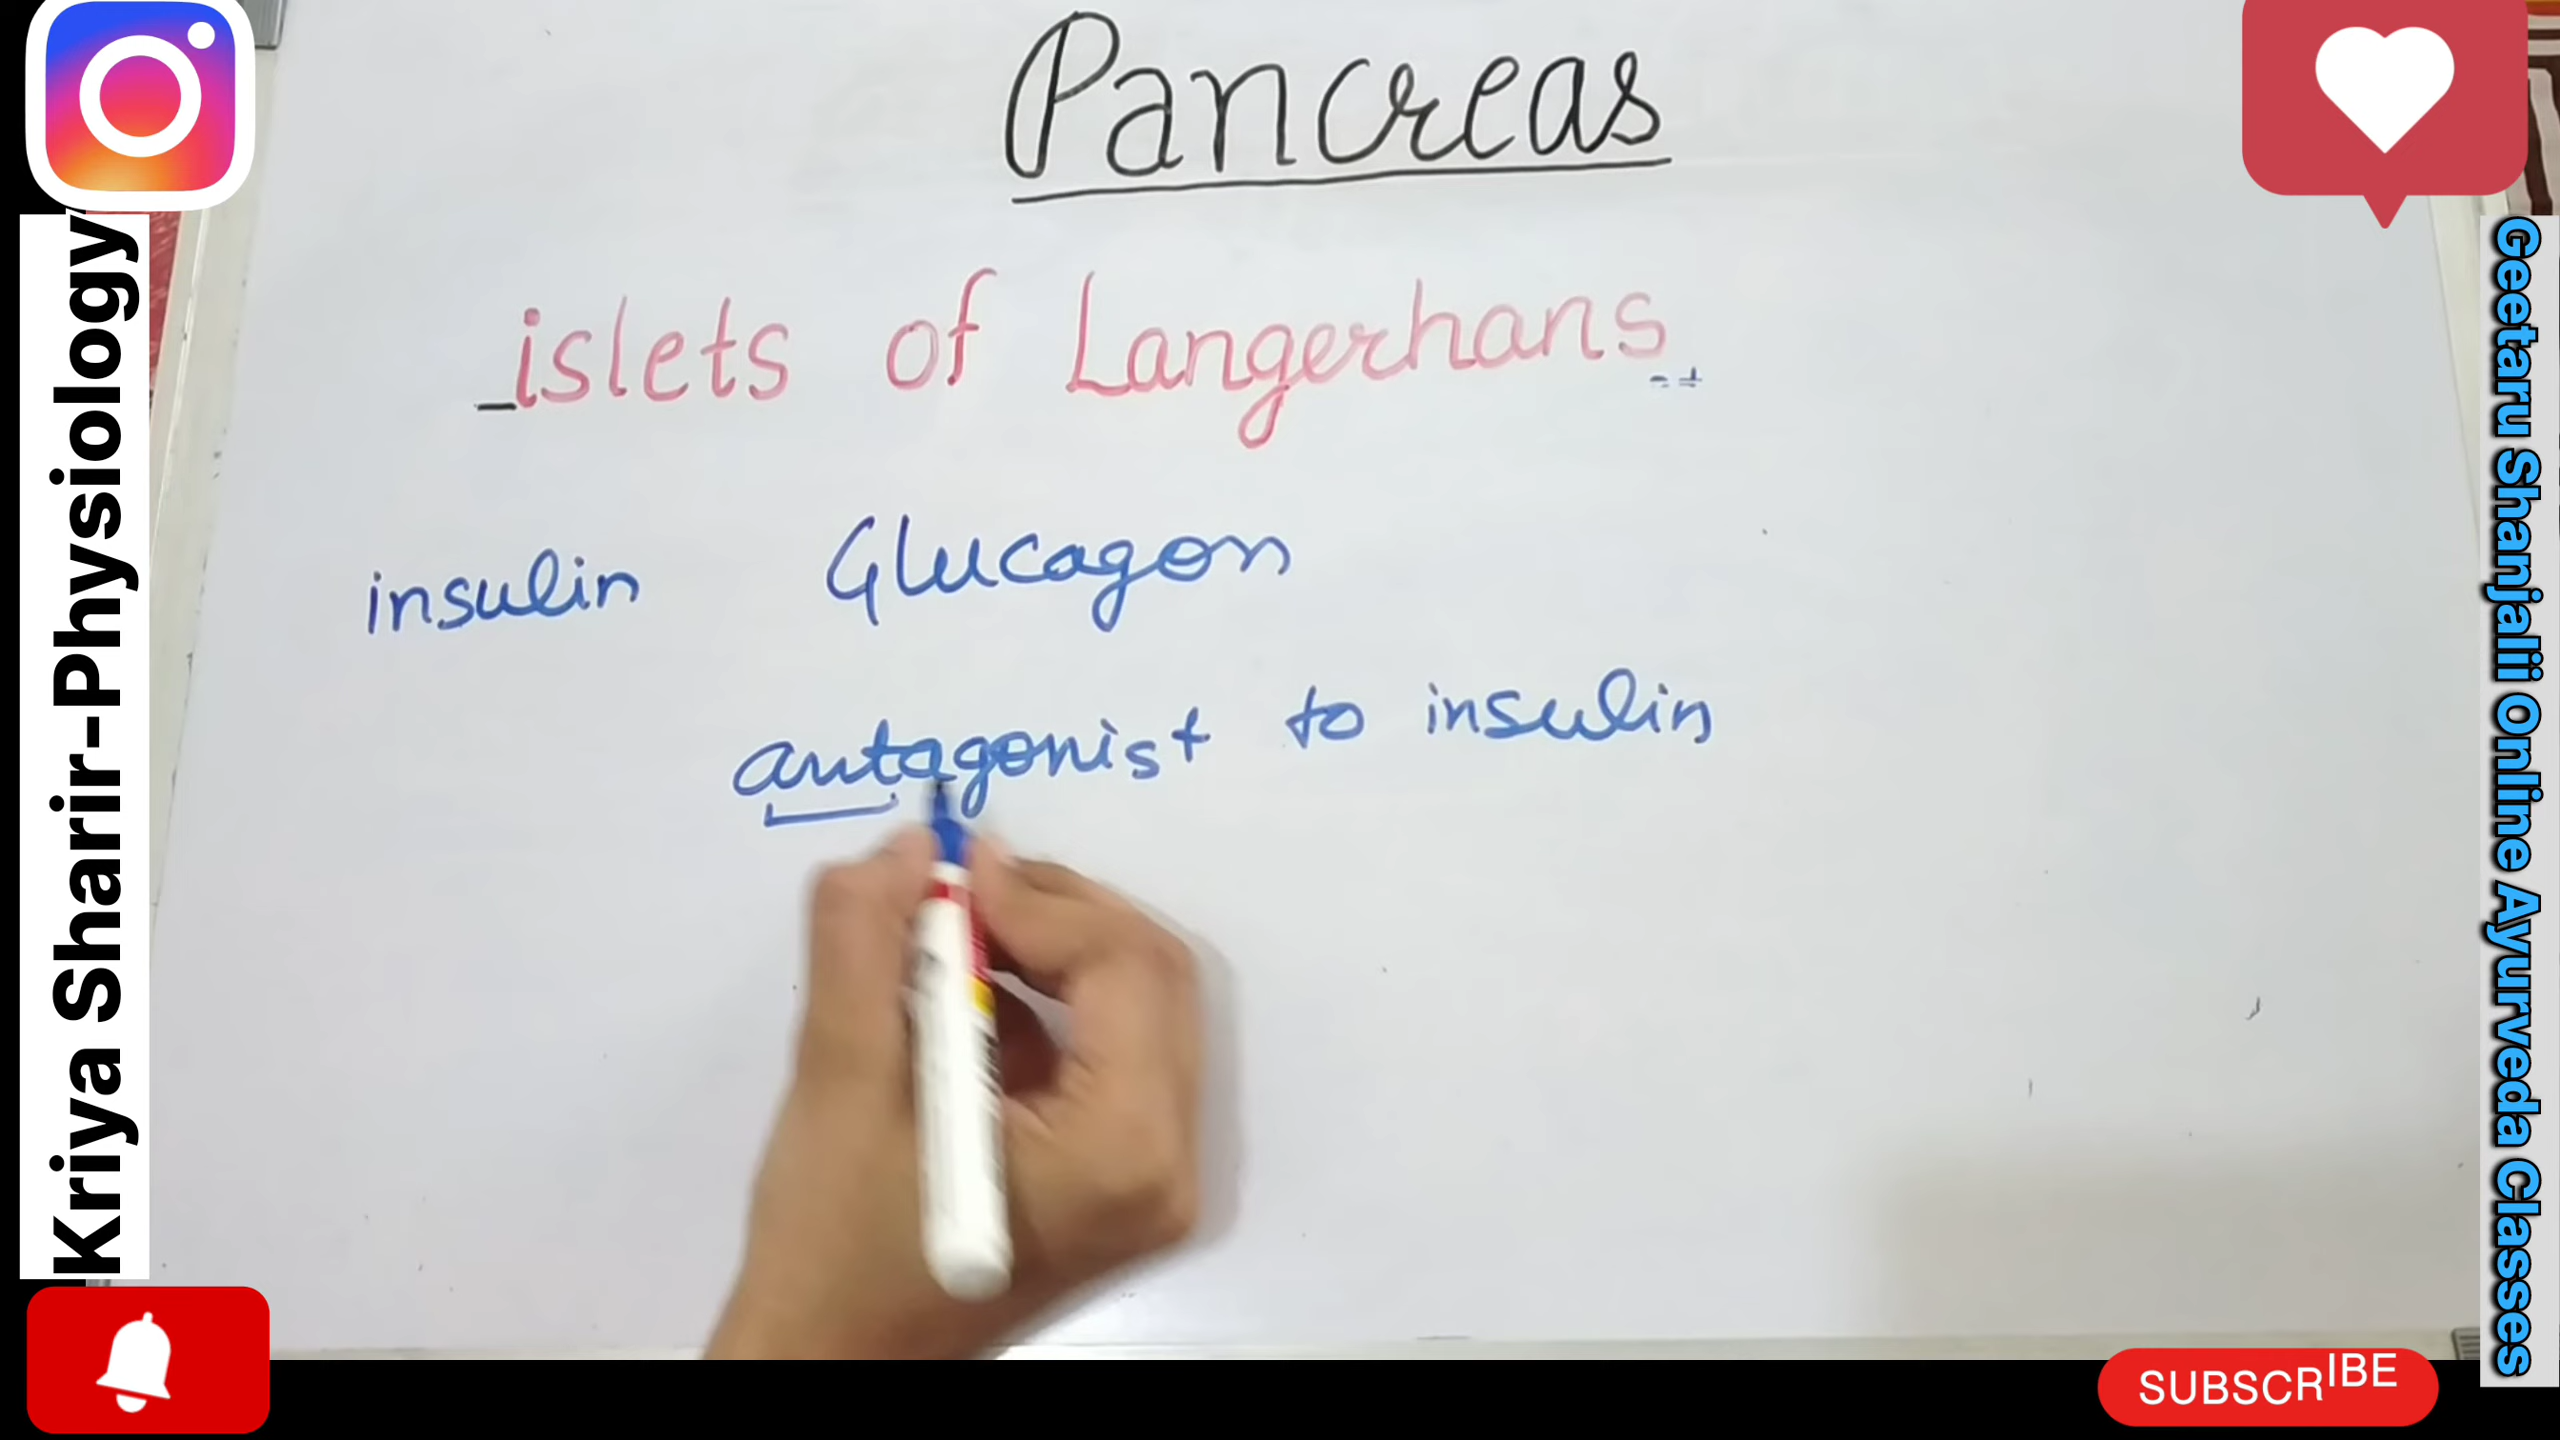 Pancreas
islets of Langerhans
insulin Glucagon
antagonist to insulin
Kriya Sharir-Physiology
Geetaru Shanjalii Online Ayurveda Classes
SUBSCRIBE